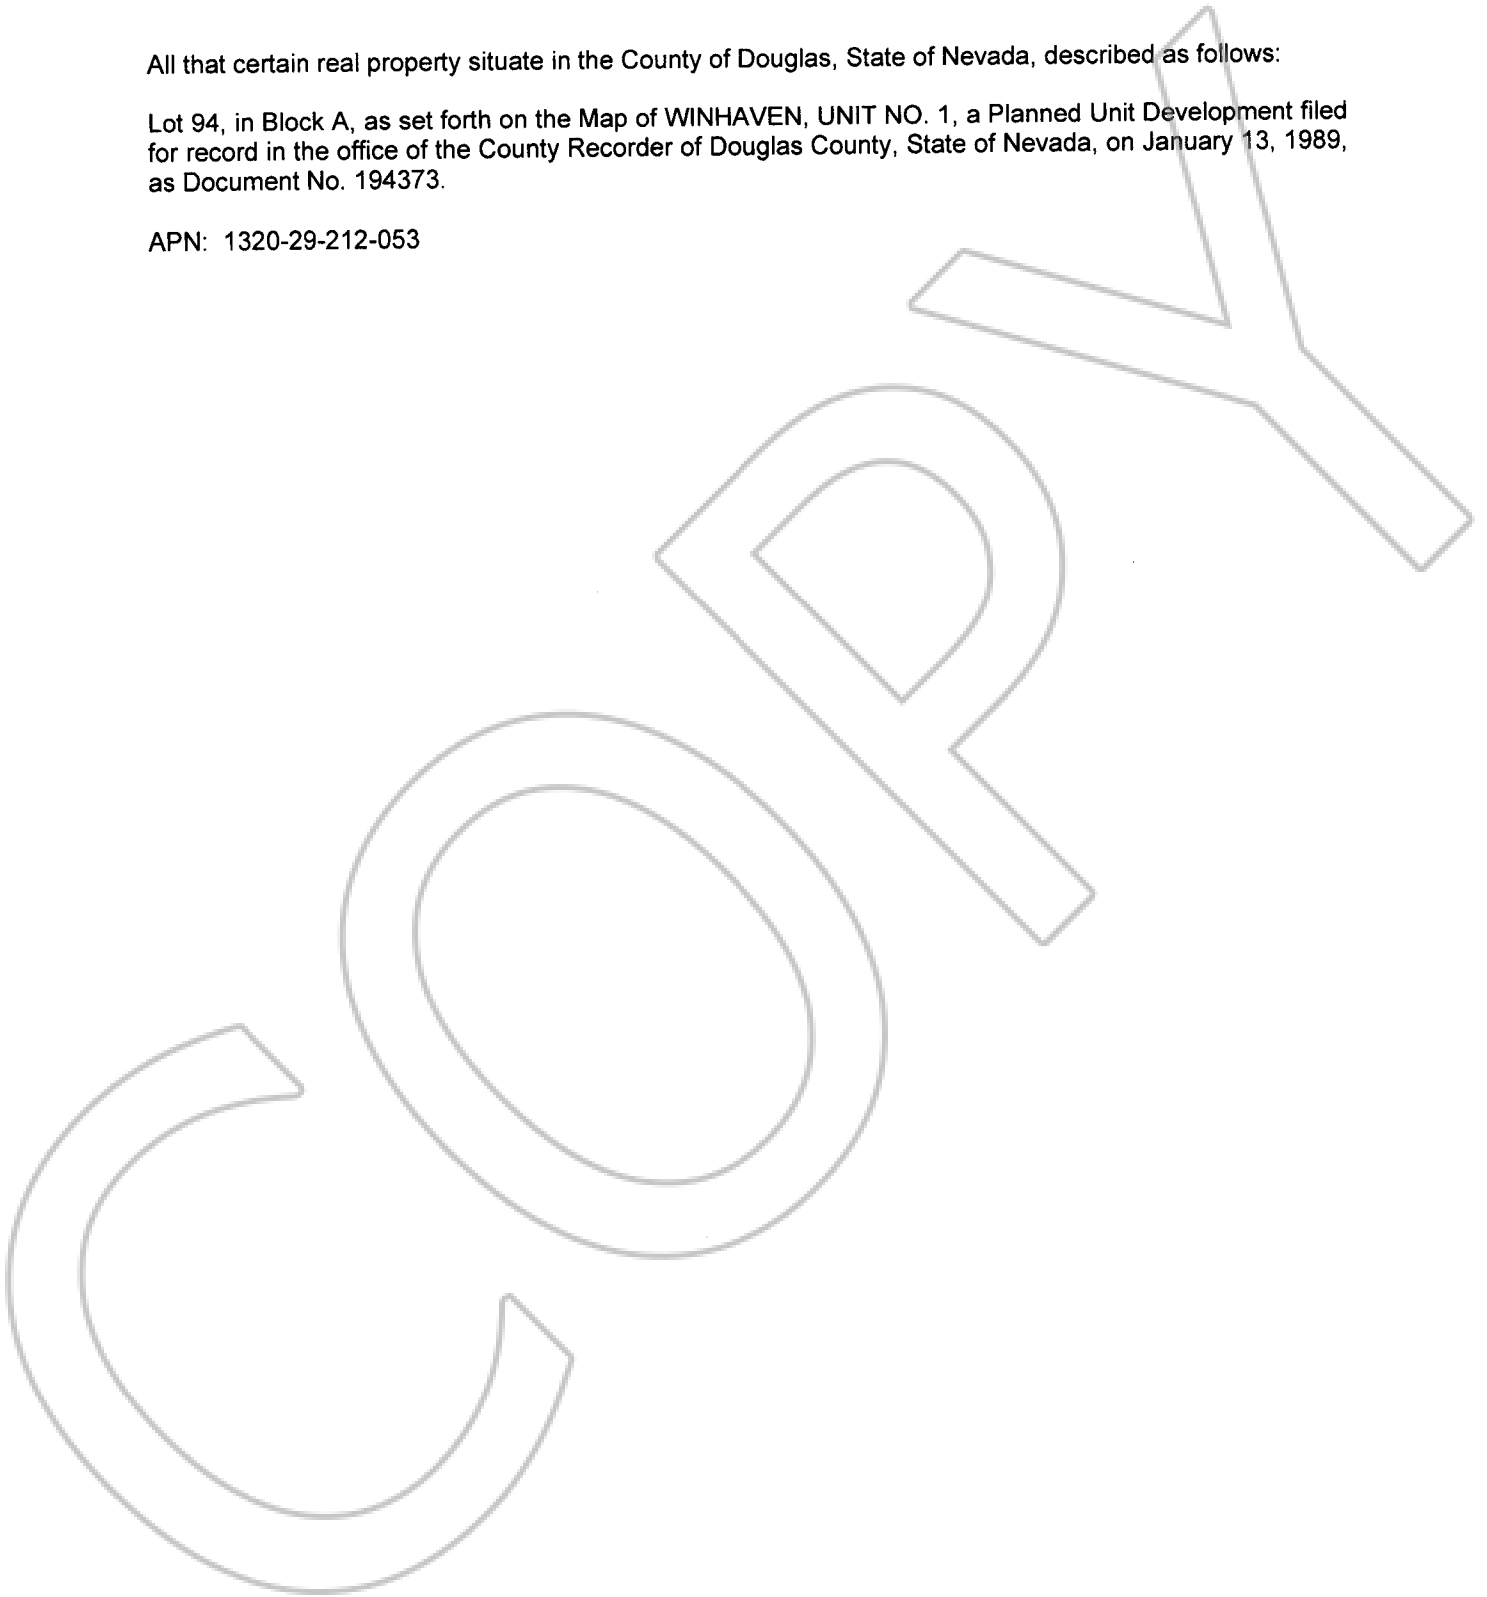 All that certain real property situate in the County of Douglas, State of Nevada, described as follows:
Lot 94, in Block A, as set forth on the Map of WINHAVEN, UNIT NO. 1, a Planned Unit Development filed
for record in the office of the County Recorder of Douglas County, State of Nevada, on January 13, 1989,
as Document No. 194373.
APN: 1320-29-212-053
COPY